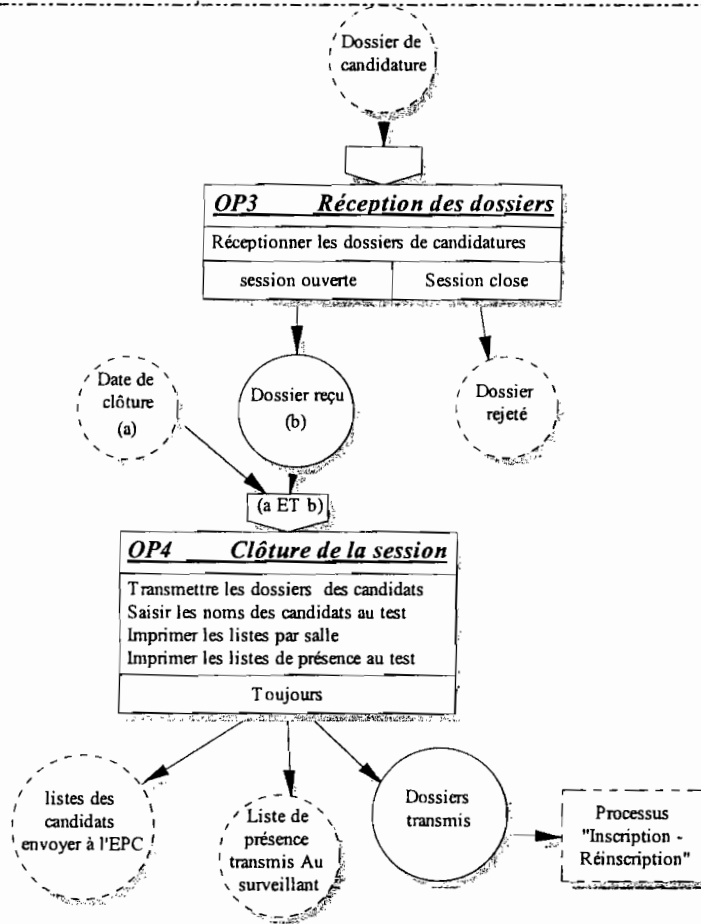 Dossier de
candidature
OP3 Réception des dossiers
Réceptionner les dossiers de candidatures
session ouverte Session close
Date de
clôture
(a)
Dossier reçu
(b)
Dossier
rejeté
(a ET b)
OP4 Clôture de la session
Transmettre les dossiers des candidats
Saisir les noms des candidats au test
Imprimer les listes par salle
Imprimer les listes de présence au test
Toujours
listes des
candidats
envoyer à l'EPC
Liste de
présence
transmis Au
surveillant
Dossiers
transmis
Processus
"Inscription -
Réinscription"